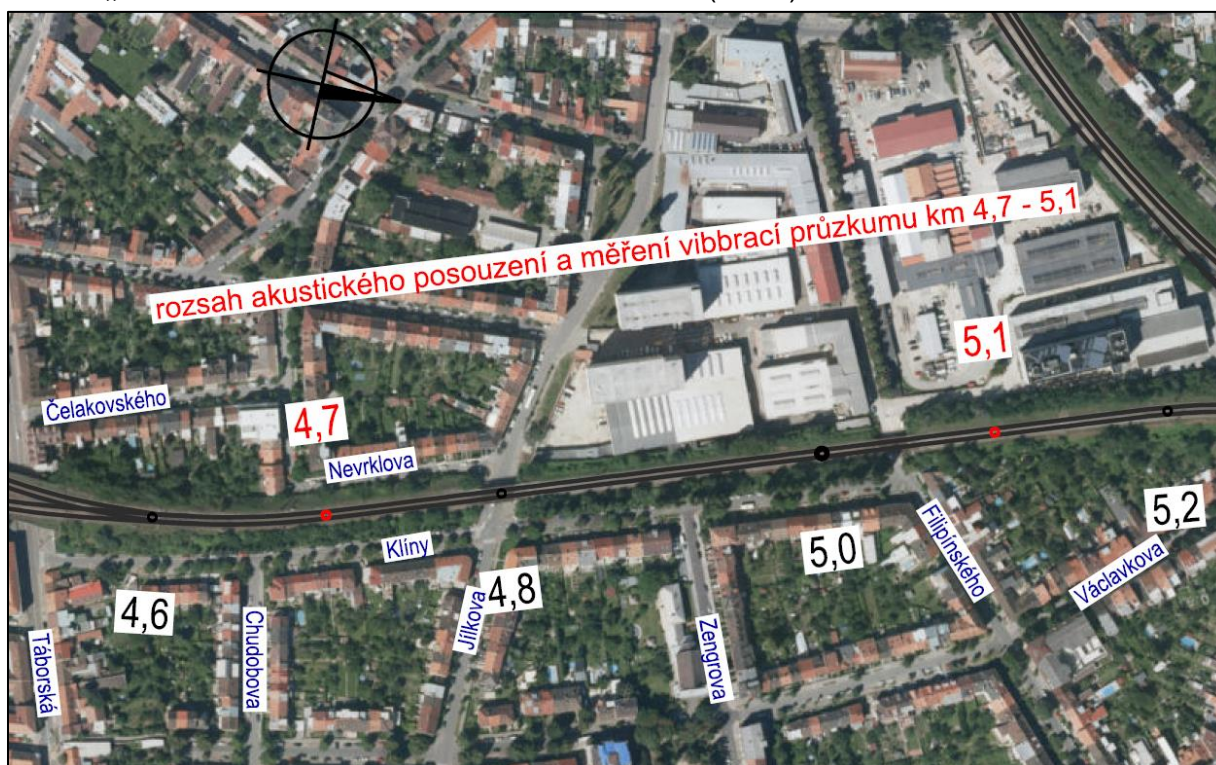 rozsah akustického posouzení a měření vibbrací průzkumu km 4,7 - 5,1
5,1
Čelakovského
4,7
Nevrklova
5,2
Klíny
Filipínského
5,0
Václavkova
4,6
4,8
Jílkova
Chudobova
Zengrova
Táborská